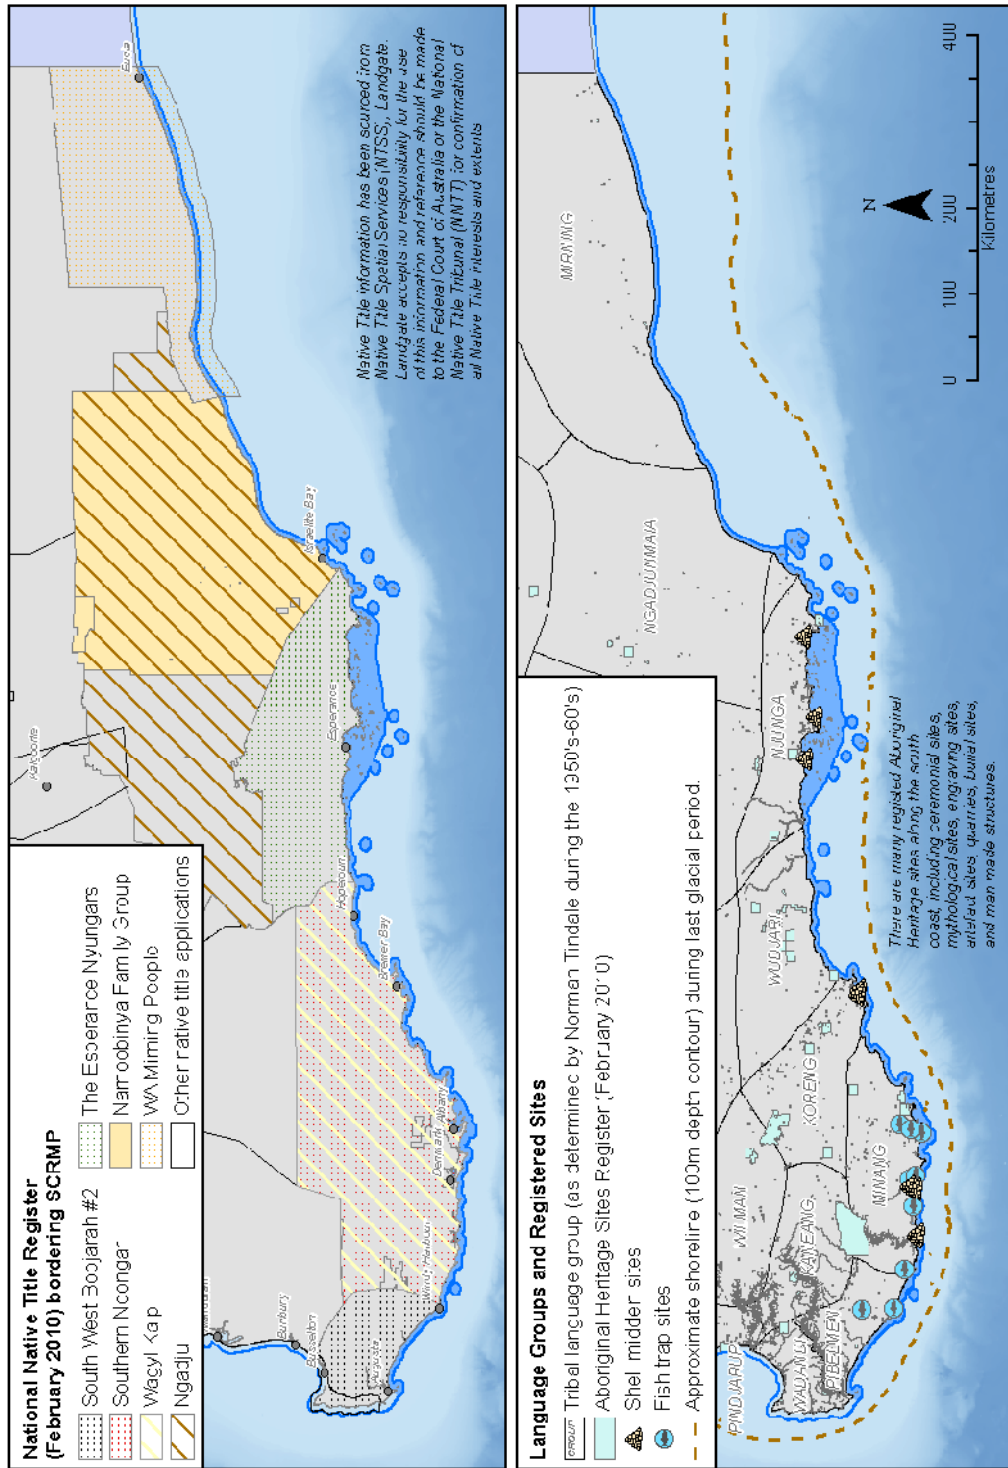 National Native Title Register
(February 2010) bordering SCRMP
South West Boojarah #2
Southern Noongar
Wagyl Kaip
Ngadju
The Esperance Nyungars
Narnoobinya Family Group
WA Mirning People
Other native title applications
Eucla
Kalgoorlie
Israelite Bay
Esperance
Hopetoun
Bremer Bay
Albany
Denmark
Windy Harbour
Augusta
Busselton
Bunbury
Mandurah
Native Title information has been sourced from
Native Title Spatial Services (NTSS), Landgate.
Landgate accepts no responsibility for the use
of this information and reference should be made
to the Federal Court of Australia or the National
Native Title Tribunal (NNTT) for confirmation of
all Native Title interests and extents
Language Groups and Registered Sites
GROUP Tribal language group (as determined by Norman Tindale during the 1950's-60's)
Aboriginal Heritage Sites Register (February 2010)
Shell midden sites
Fish trap sites
Approximate shoreline (100m depth contour) during last glacial period.
MIRNING
NGADJUNMAIA
NJUNGA
WUDJARI
KORENG
MINANG
WILMAN
KANEANG
PINDJARUP
WADANDI
PIBELMEN
There are many registed Aboriginal
Heritage sites along the south
coast, including ceremonial sites,
mythological sites, engraving sites,
artefact sites, quarries, burial sites,
and man made structures.
N
0 100 200 400
Kilometres